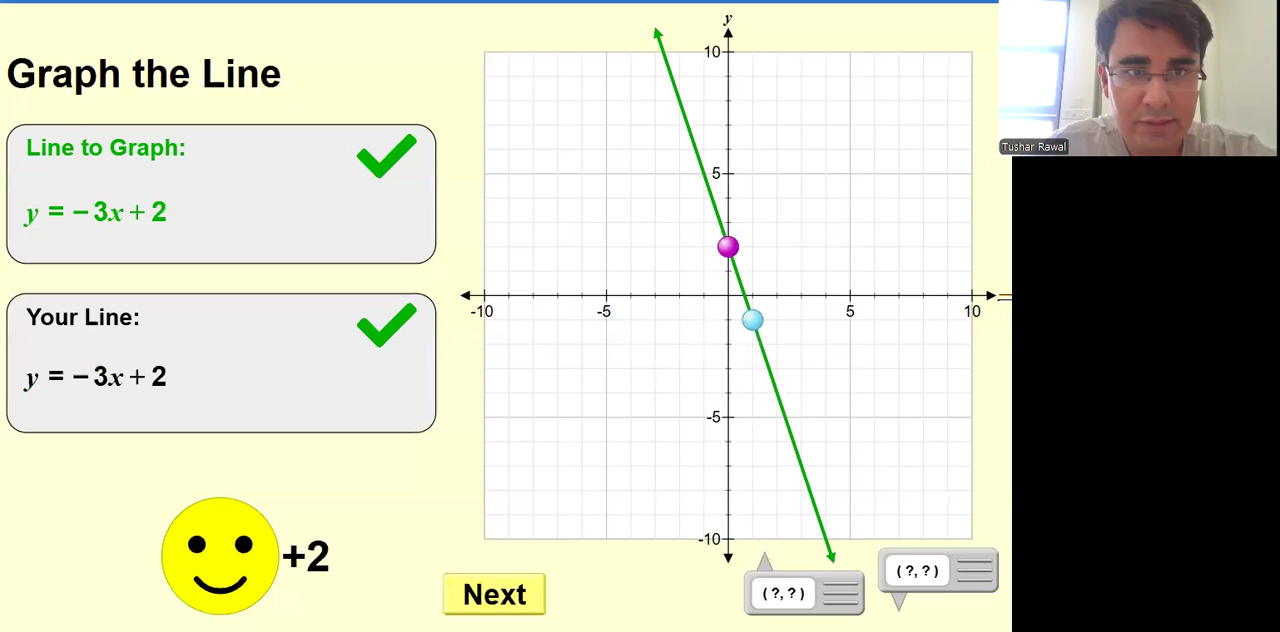 Graph the Line
Line to Graph:
y = −3x + 2
Your Line:
y = −3x + 2
+2
Next
y
10
5
-10
-5
5
10
-5
-10
( ?, ? )
( ?, ? )
Tushar Rawal